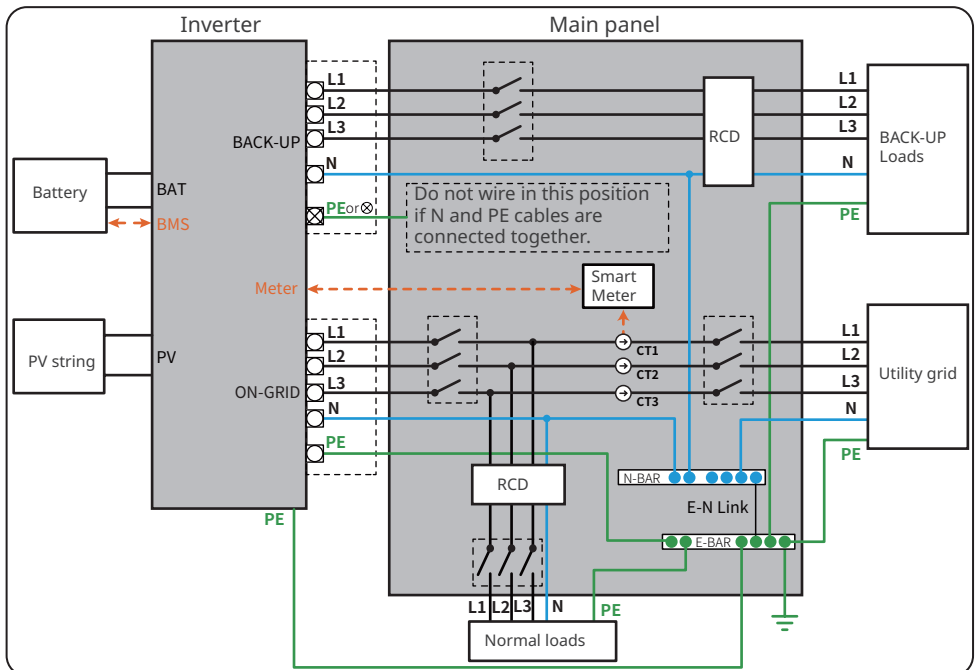 Inverter
Main panel
L1
L2
L3
BACK-UP
N
PE or
RCD
L1
L2
L3
N
PE
BACK-UP
Loads
Battery
BAT
BMS
Do not wire in this position
if N and PE cables are
connected together.
Meter
Smart
Meter
PV string
PV
L1
L2
L3
ON-GRID
N
PE
CT1
CT2
CT3
L1
L2
L3
N
PE
Utility grid
RCD
N-BAR
E-N Link
E-BAR
PE
L1 L2 L3 N PE
Normal loads